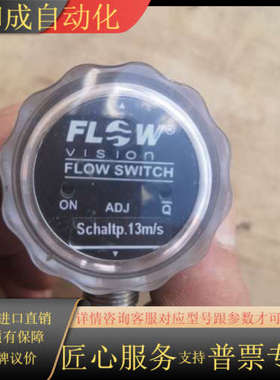 成自动化
FLOW®
vision
FLOW SWITCH
ON ADJ
Schaltp.13m/s
进口直销 详情咨询客服对应型号跟参数才可
有保障
牌议价 匠心服务 支持 普票专